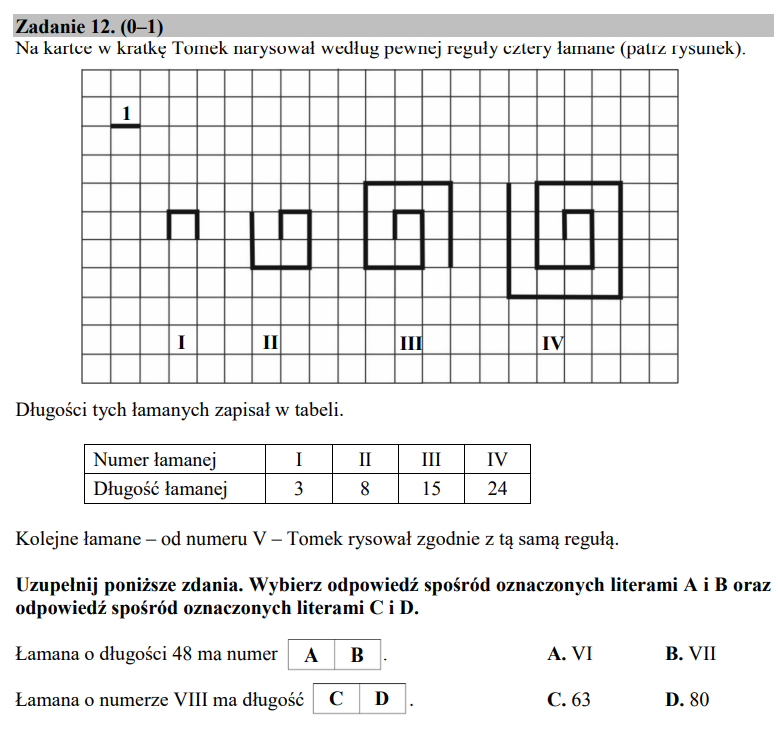 Zadanie 12. (0–1)
Na kartce w kratkę Tomek narysował według pewnej reguły cztery łamane (patrz rysunek).
1
I II III IV
Długości tych łamanych zapisał w tabeli.
Numer łamanej I II III IV
Długość łamanej 3 8 15 24
Kolejne łamane – od numeru V – Tomek rysował zgodnie z tą samą regułą.
Uzupełnij poniższe zdania. Wybierz odpowiedź spośród oznaczonych literami A i B oraz
odpowiedź spośród oznaczonych literami C i D.
Łamana o długości 48 ma numer A B . A. VI B. VII
Łamana o numerze VIII ma długość C D . C. 63 D. 80